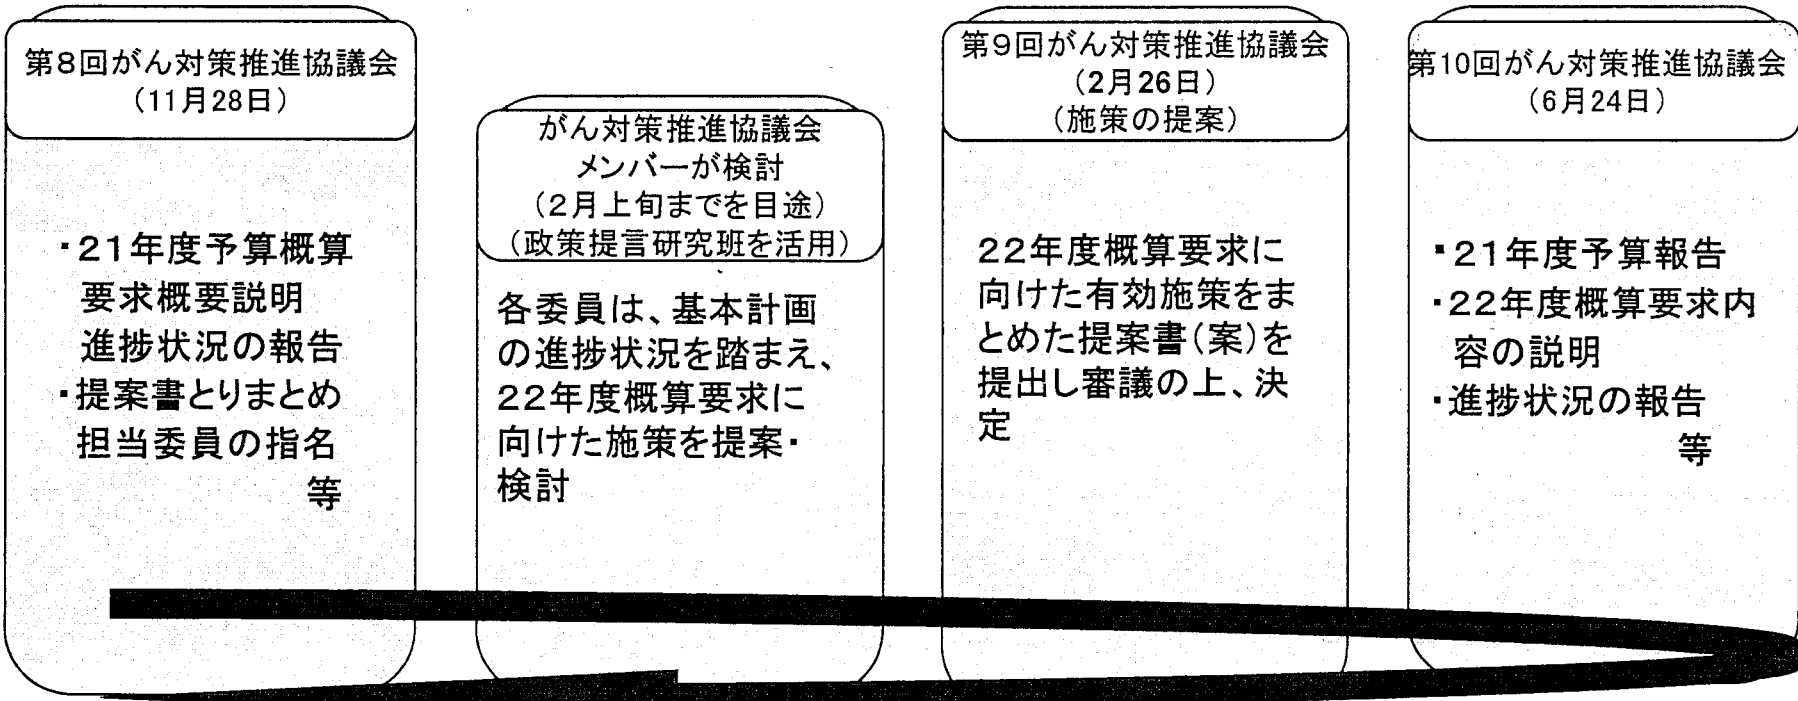 第8回がん対策推進協議会
(11月28日)
・21年度予算概算
要求概要説明
進捗状況の報告
・提案書とりまとめ
担当委員の指名
等
がん対策推進協議会
メンバーが検討
(2月上旬までを目途)
(政策提言研究班を活用)
各委員は、基本計画
の進捗状況を踏まえ、
22年度概算要求に
向けた施策を提案・
検討
第9回がん対策推進協議会
(2月26日)
(施策の提案)
22年度概算要求に
向けた有効施策をま
とめた提案書(案)を
提出し審議の上、決
定
第10回がん対策推進協議会
(6月24日)
・21年度予算報告
・22年度概算要求内
容の説明
・進捗状況の報告
等